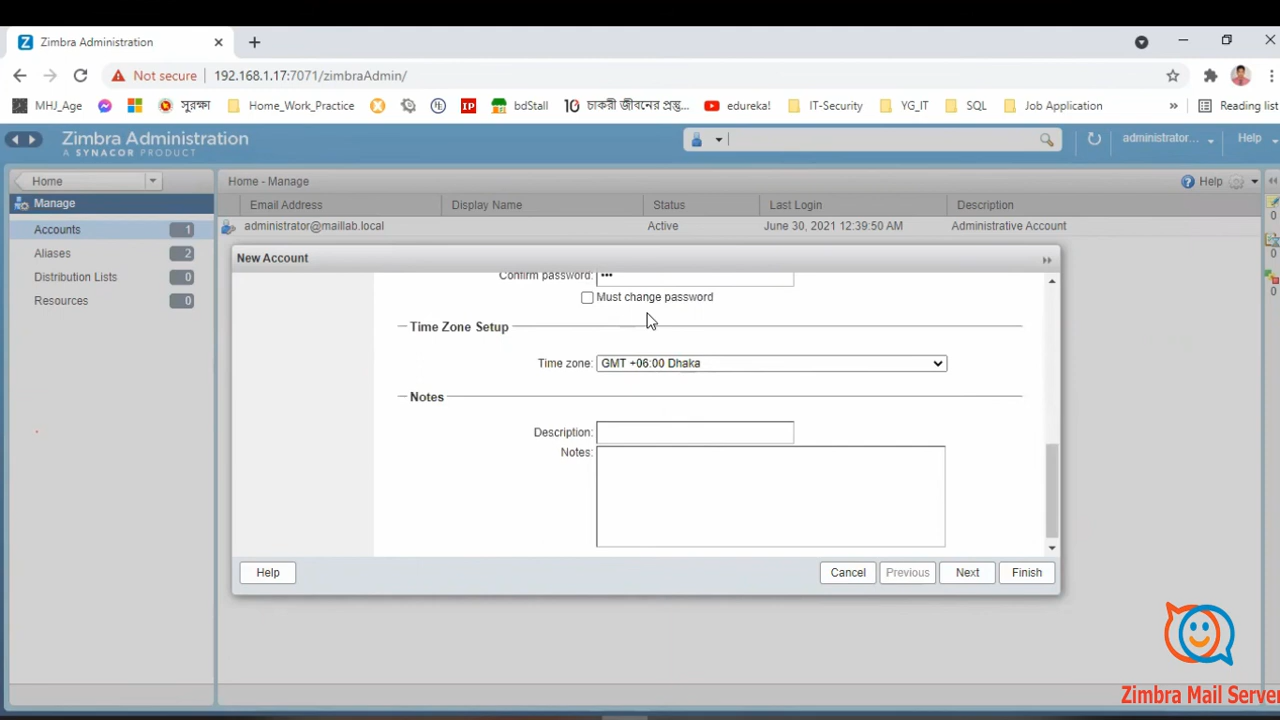 Zimbra Administration
Not secure 192.168.1.17:7071/zimbraAdmin/
MHJ_Age সুরক্ষা Home_Work_Practice IP bdStall 10 চাকরী জীবনের প্রস্তু... edureka! IT-Security YG_IT SQL Job Application » Reading list
Zimbra Administration
A SYNACOR PRODUCT
administrator... Help
Home
Home - Manage
Help
Manage
Email Address Display Name Status Last Login Description
Accounts 1
administrator@maillab.local Active June 30, 2021 12:39:50 AM Administrative Account
Aliases 2
Distribution Lists 0
Resources 0
0
0
0
New Account
Confirm password: •••
Must change password
Time Zone Setup
Time zone: GMT +06:00 Dhaka
Notes
Description:
Notes:
Help Cancel Previous Next Finish
Zimbra Mail Server